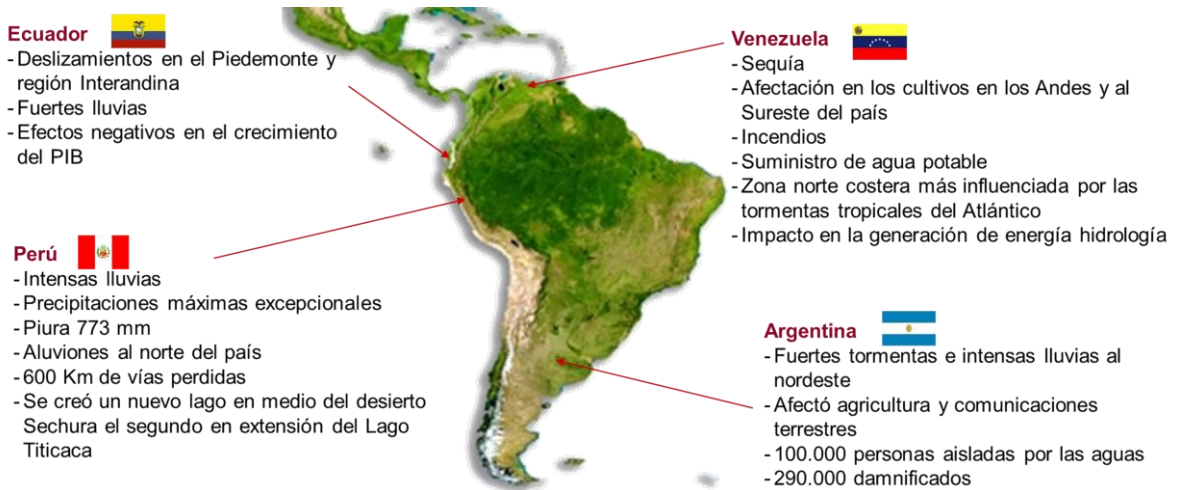 Ecuador
- Deslizamientos en el Piedemonte y
región Interandina
- Fuertes lluvias
- Efectos negativos en el crecimiento
del PIB
Perú
- Intensas lluvias
- Precipitaciones máximas excepcionales
- Piura 773 mm
- Aluviones al norte del país
- 600 Km de vías perdidas
- Se creó un nuevo lago en medio del desierto
Sechura el segundo en extensión del Lago
Titicaca
Venezuela
- Sequía
- Afectación en los cultivos en los Andes y al
Sureste del país
- Incendios
- Suministro de agua potable
- Zona norte costera más influenciada por las
tormentas tropicales del Atlántico
- Impacto en la generación de energía hidrología
Argentina
- Fuertes tormentas e intensas lluvias al
nordeste
- Afectó agricultura y comunicaciones
terrestres
- 100.000 personas aisladas por las aguas
- 290.000 damnificados